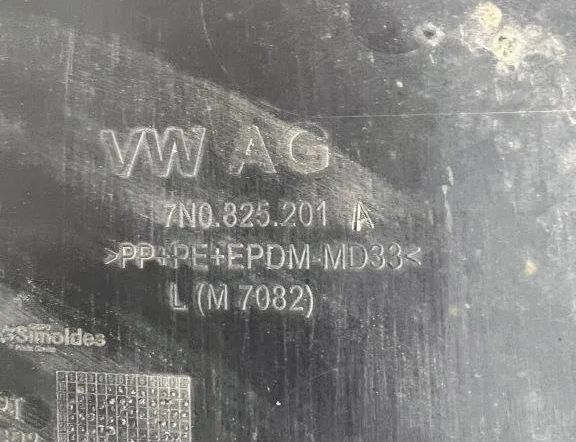 VW AG
7N0.825.201 A
>PP+PE+EPDM-MD33<
L (M 7082)
Simoldes